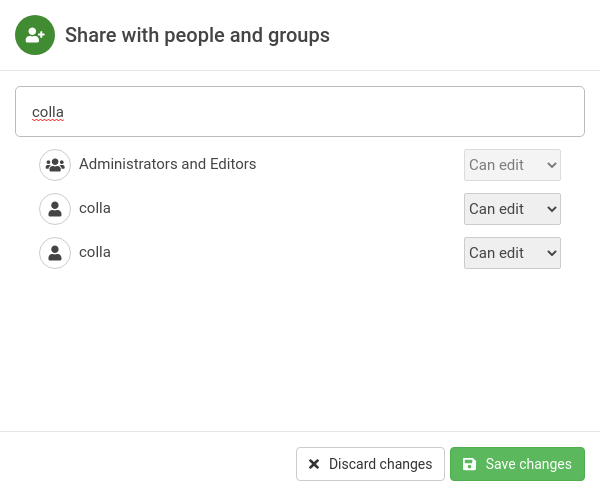 Share with people and groups
colla
Administrators and Editors Can edit
colla Can edit
colla Can edit
Discard changes Save changes